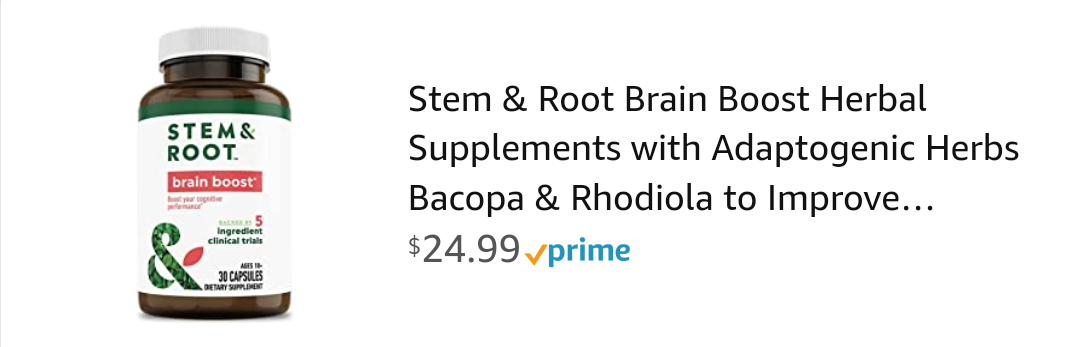 STEM&
ROOT™
brain boost*
Boost your cognitive
performance*
BACKED BY 5
ingredient
clinical trials
&
AGES 18+
30 CAPSULES
DIETARY SUPPLEMENT
Stem & Root Brain Boost Herbal
Supplements with Adaptogenic Herbs
Bacopa & Rhodiola to Improve...
$24.99 prime